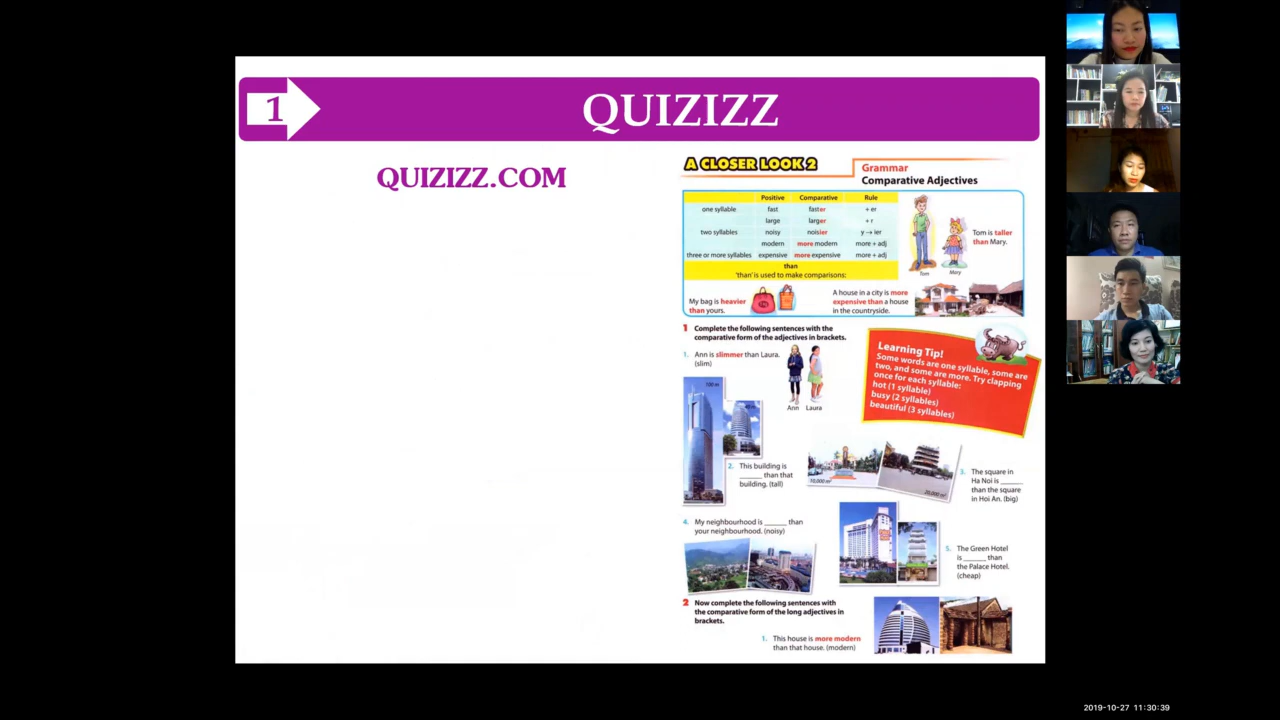 1
QUIZIZZ
QUIZIZZ.COM
A CLOSER LOOK 2
Grammar
Comparative Adjectives
Positive Comparative Rule
one syllable fast faster + er
large larger + r
two syllables noisy noisier y → ier
modern more modern more + adj
three or more syllables expensive more expensive more + adj
than
'than' is used to make comparisons:
Tom is taller
than Mary.
Tom Mary
My bag is heavier
than yours.
A house in a city is more
expensive than a house
in the countryside.
1 Complete the following sentences with the
comparative form of the adjectives in brackets.
1. Ann is slimmer than Laura.
(slim)
Ann Laura
Learning Tip!
Some words are one syllable, some are
two, and some are more. Try clapping
once for each syllable:
hot (1 syllable)
busy (2 syllables)
beautiful (3 syllables)
100 m
2. This building is
______ than that
building. (tall)
10,000 m²
20,000 m²
3. The square in
Ha Noi is ______
than the square
in Hoi An. (big)
4. My neighbourhood is ______ than
your neighbourhood. (noisy)
5. The Green Hotel
is ______ than
the Palace Hotel.
(cheap)
2 Now complete the following sentences with
the comparative form of the long adjectives in
brackets.
1. This house is more modern
than that house. (modern)
2019-10-27 11:30:39